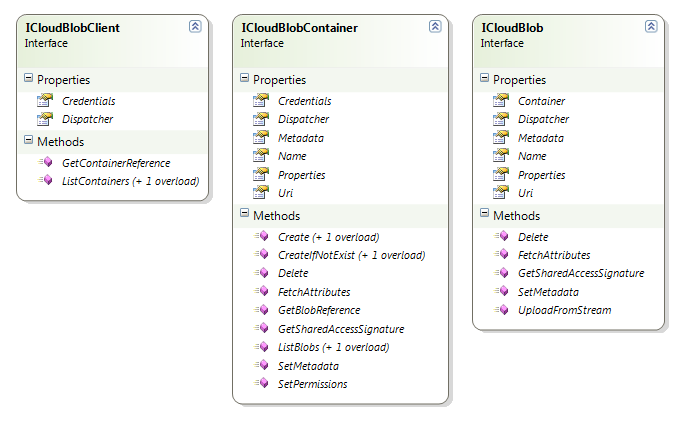 ICloudBlobClient
Interface
Properties
Credentials
Dispatcher
Methods
GetContainerReference
ListContainers (+ 1 overload)
ICloudBlobContainer
Interface
Properties
Credentials
Dispatcher
Metadata
Name
Properties
Uri
Methods
Create (+ 1 overload)
CreateIfNotExist (+ 1 overload)
Delete
FetchAttributes
GetBlobReference
GetSharedAccessSignature
ListBlobs (+ 1 overload)
SetMetadata
SetPermissions
ICloudBlob
Interface
Properties
Container
Dispatcher
Metadata
Name
Properties
Uri
Methods
Delete
FetchAttributes
GetSharedAccessSignature
SetMetadata
UploadFromStream